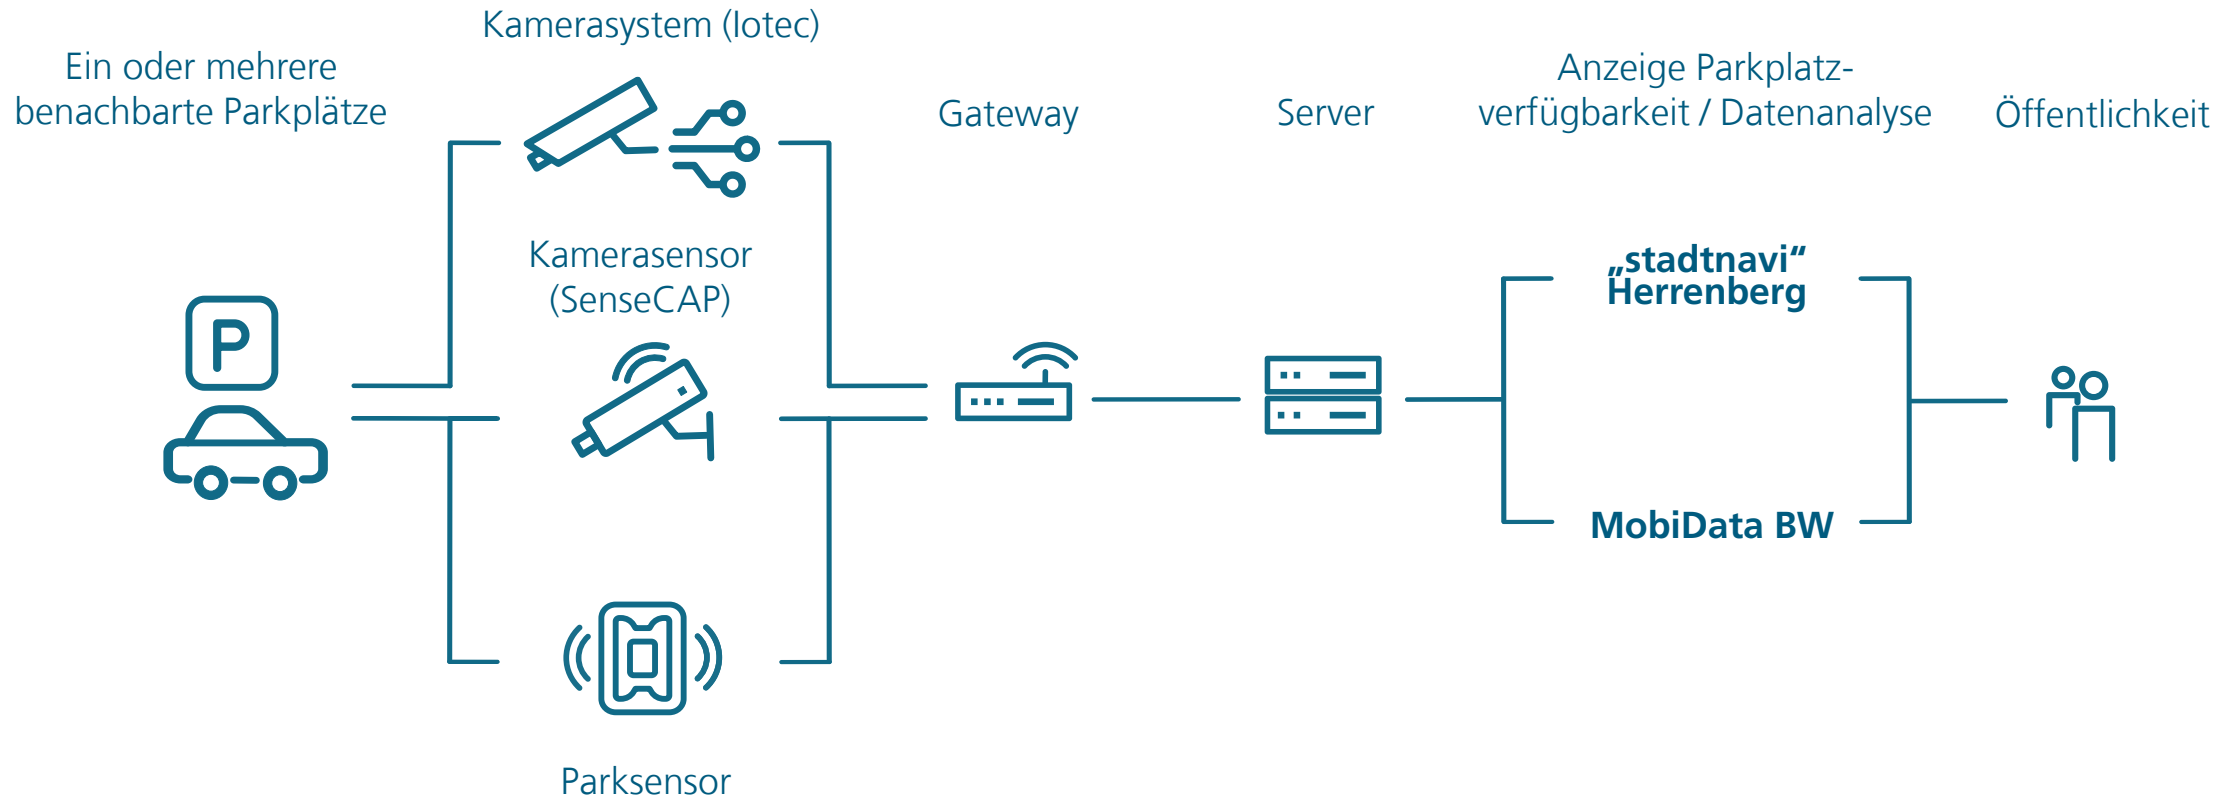 Ein oder mehrere
benachbarte Parkplätze
Kamerasystem (Iotec)
Kamerasensor
(SenseCAP)
Parksensor
Gateway
Server
Anzeige Parkplatz-
verfügbarkeit / Datenanalyse
„stadtnavi“
Herrenberg
MobiData BW
Öffentlichkeit
P